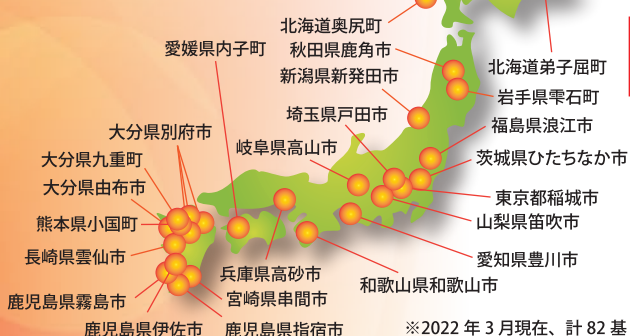 北海道奥尻町
愛媛県内子町
秋田県鹿角市
北海道弟子屈町
新潟県新発田市
岩手県雫石町
埼玉県戸田市
福島県浪江市
大分県別府市
岐阜県高山市
大分県九重町
茨城県ひたちなか市
大分県由布市
東京都稲城市
熊本県小国町
山梨県笛吹市
長崎県雲仙市
愛知県豊川市
兵庫県高砂市
和歌山県和歌山市
鹿児島県霧島市
宮崎県串間市
鹿児島県伊佐市
鹿児島県指宿市
※2022 年 3 月現在、計 82 基